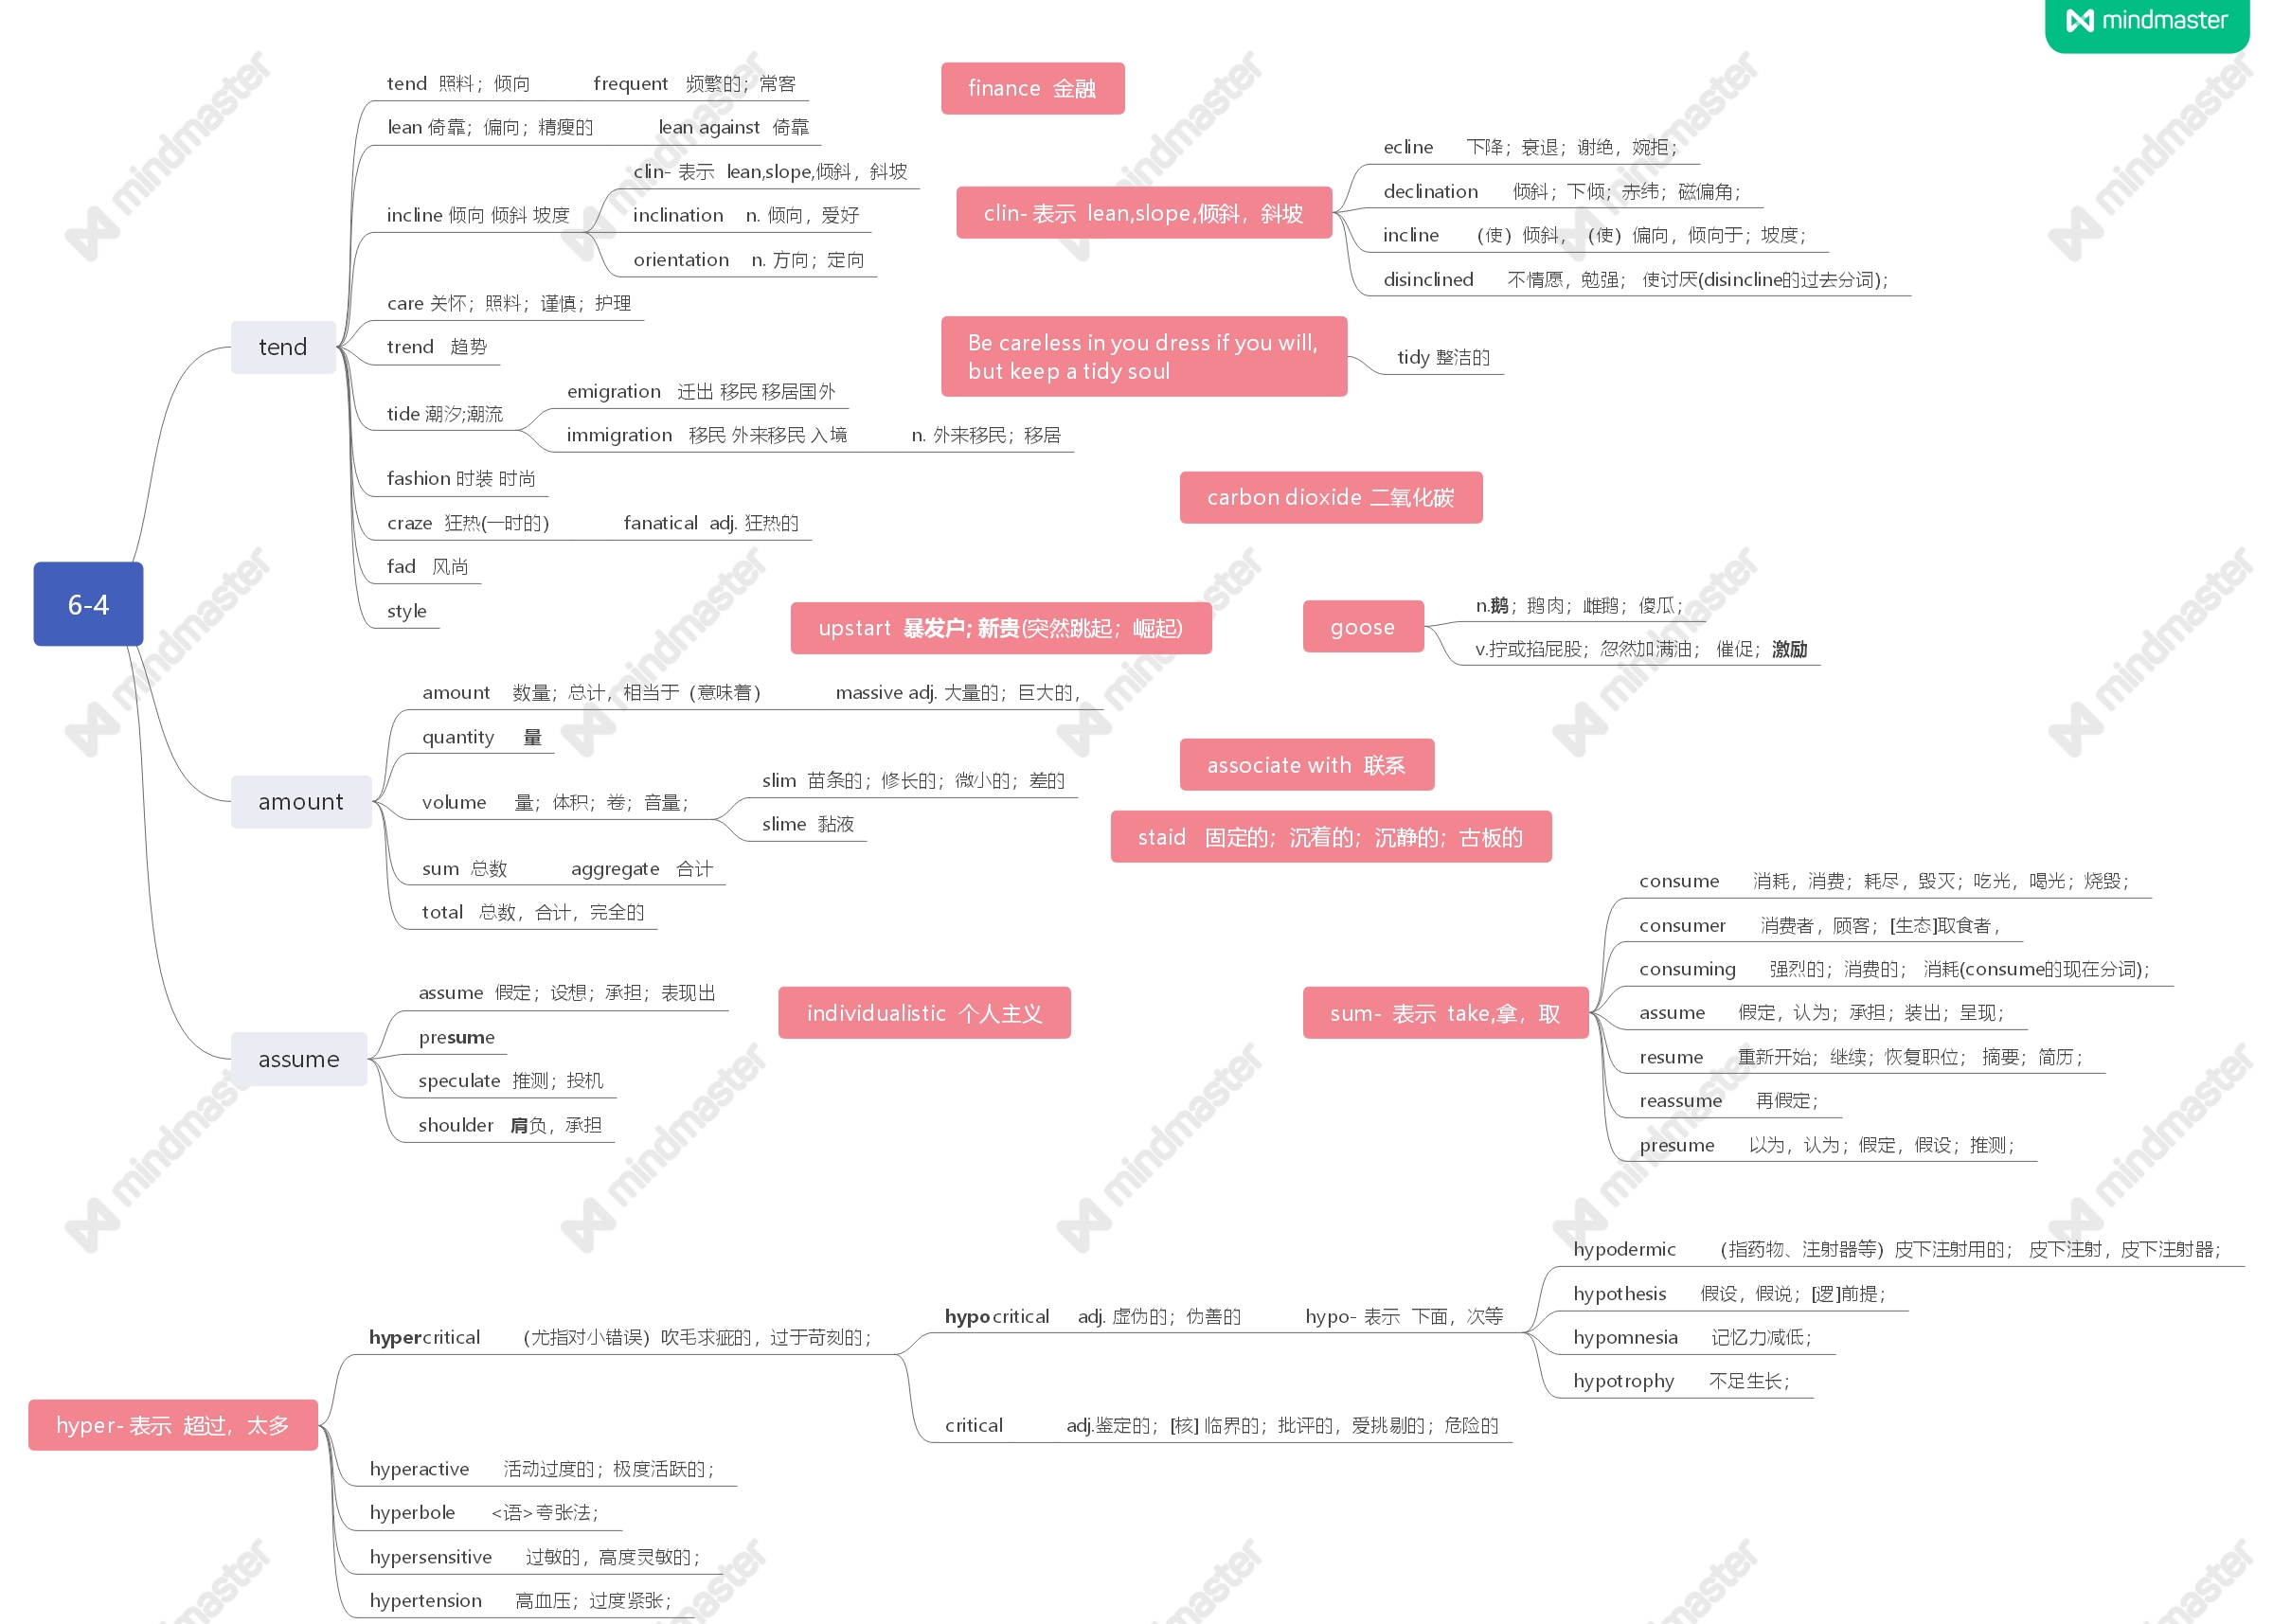 mindmaster
6-4
tend
tend 照料；倾向
frequent 频繁的；常客
lean 倚靠；偏向；精瘦的
lean against 倚靠
incline 倾向 倾斜 坡度
clin- 表示 lean,slope,倾斜，斜坡
inclination n. 倾向，爱好
orientation n. 方向；定向
care 关怀；照料；谨慎；护理
trend 趋势
tide 潮汐;潮流
emigration 迁出 移民 移居国外
immigration 移民 外来移民 入境
n. 外来移民；移居
fashion 时装 时尚
craze 狂热(一时的)
fanatical adj. 狂热的
fad 风尚
style
amount
amount 数量；总计，相当于（意味着）
massive adj. 大量的；巨大的，
quantity 量
volume 量；体积；卷；音量；
slim 苗条的；修长的；微小的；差的
slime 黏液
sum 总数
aggregate 合计
total 总数，合计，完全的
assume
assume 假定；设想；承担；表现出
presume
speculate 推测；投机
shoulder 肩负，承担
finance 金融
clin- 表示 lean,slope,倾斜，斜坡
ecline 下降；衰退；谢绝，婉拒；
declination 倾斜；下倾；赤纬；磁偏角；
incline （使）倾斜，（使）偏向，倾向于；坡度；
disinclined 不情愿，勉强； 使讨厌(disincline的过去分词)；
Be careless in you dress if you will,
but keep a tidy soul
tidy 整洁的
carbon dioxide 二氧化碳
upstart 暴发户; 新贵(突然跳起；崛起)
goose
n.鹅；鹅肉；雌鹅；傻瓜；
v.拧或掐屁股；忽然加满油； 催促；激励
associate with 联系
staid 固定的；沉着的；沉静的；古板的
individualistic 个人主义
sum- 表示 take,拿，取
consume 消耗，消费；耗尽，毁灭；吃光，喝光；烧毁；
consumer 消费者，顾客；[生态]取食者，
consuming 强烈的；消费的； 消耗(consume的现在分词)；
assume 假定，认为；承担；装出；呈现；
resume 重新开始；继续；恢复职位； 摘要；简历；
reassume 再假定；
presume 以为，认为；假定，假设；推测；
hyper- 表示 超过，太多
hypercritical （尤指对小错误）吹毛求疵的，过于苛刻的；
hypocritical adj. 虚伪的；伪善的
hypo- 表示 下面，次等
hypodermic （指药物、注射器等）皮下注射用的； 皮下注射，皮下注射器；
hypothesis 假设，假说；[逻]前提；
hypomnesia 记忆力减低；
hypotrophy 不足生长；
critical adj.鉴定的；[核] 临界的；批评的，爱挑剔的；危险的
hyperactive 活动过度的；极度活跃的；
hyperbole <语>夸张法；
hypersensitive 过敏的，高度灵敏的；
hypertension 高血压；过度紧张；